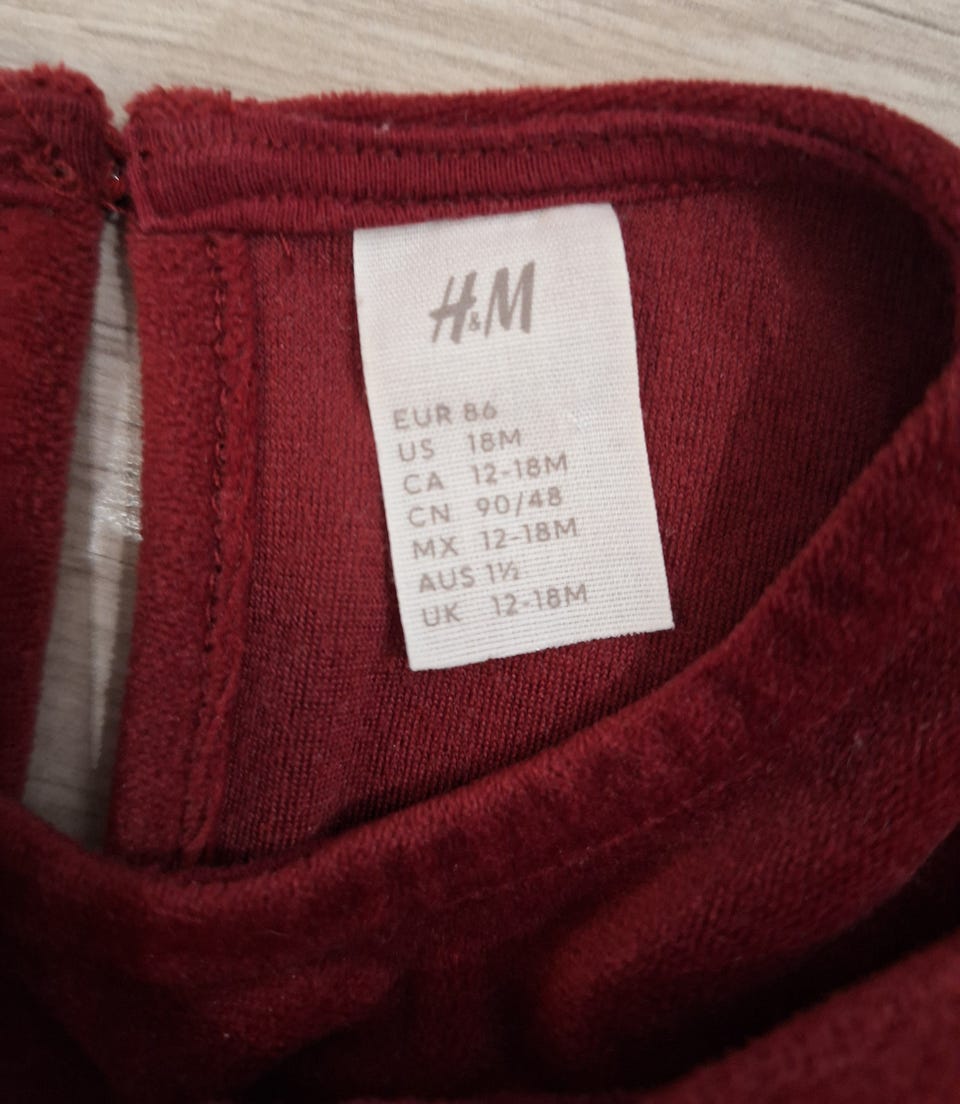 H&M
EUR 86
US 18M
CA 12-18M
CN 90/48
MX 12-18M
AUS 1½
UK 12-18M